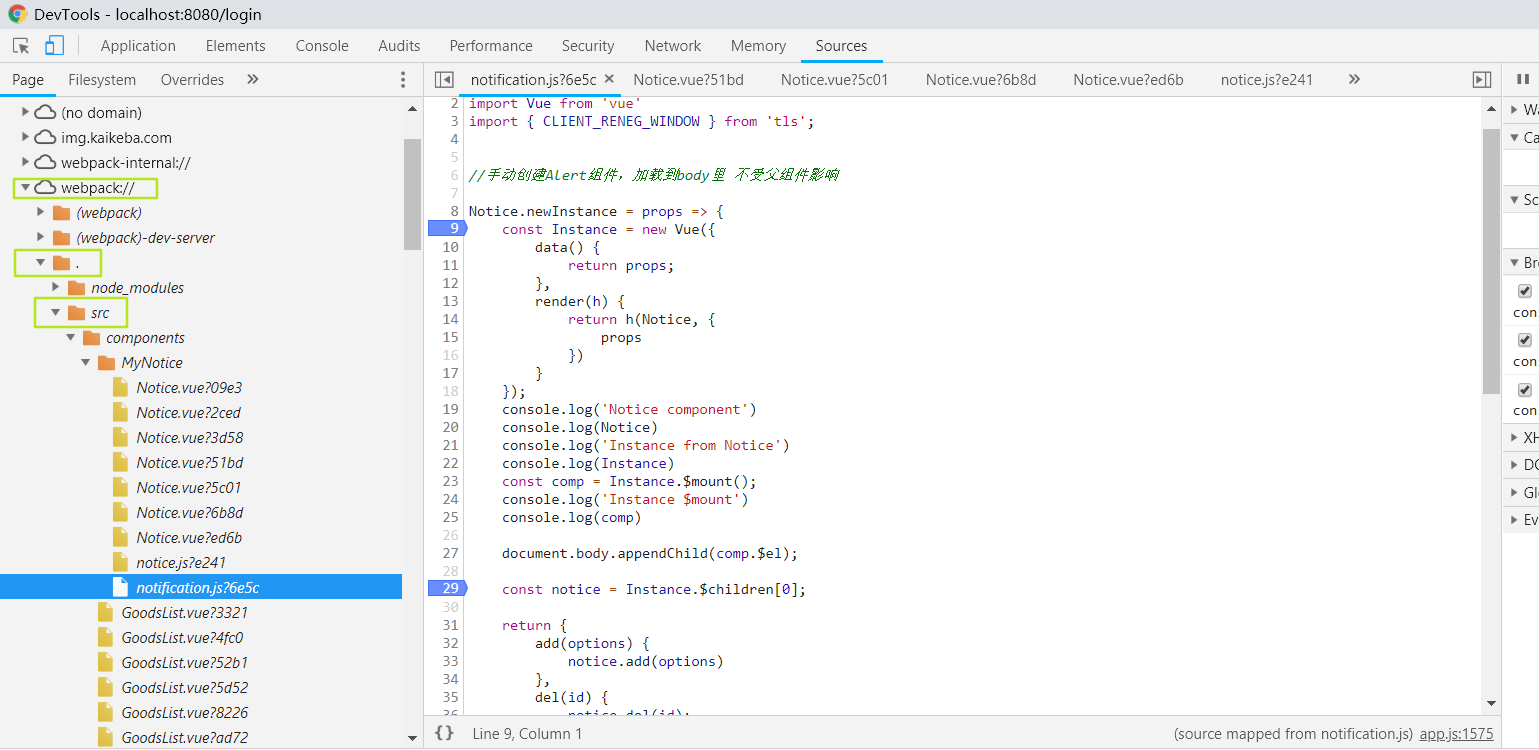 DevTools - localhost:8080/login
Application Elements Console Audits Performance Security Network Memory Sources
Page Filesystem Overrides »
notification.js?6e5c × Notice.vue?51bd Notice.vue?5c01 Notice.vue?6b8d Notice.vue?ed6b notice.js?e241 »
(no domain)
img.kaikeba.com
webpack-internal://
webpack://
(webpack)
(webpack)-dev-server
.
node_modules
src
components
MyNotice
Notice.vue?09e3
Notice.vue?2ced
Notice.vue?3d58
Notice.vue?51bd
Notice.vue?5c01
Notice.vue?6b8d
Notice.vue?ed6b
notice.js?e241
notification.js?6e5c
GoodsList.vue?3321
GoodsList.vue?4fc0
GoodsList.vue?52b1
GoodsList.vue?5d52
GoodsList.vue?8226
GoodsList.vue?ad72
2 import Vue from 'vue'
3 import { CLIENT_RENEG_WINDOW } from 'tls';
4
5
6 //手动创建Alert组件，加载到body里 不受父组件影响
7
8 Notice.newInstance = props => {
9 const Instance = new Vue({
10 data() {
11 return props;
12 },
13 render(h) {
14 return h(Notice, {
15 props
16 })
17 }
18 });
19 console.log('Notice component')
20 console.log(Notice)
21 console.log('Instance from Notice')
22 console.log(Instance)
23 const comp = Instance.$mount();
24 console.log('Instance $mount')
25 console.log(comp)
26
27 document.body.appendChild(comp.$el);
28
29 const notice = Instance.$children[0];
30
31 return {
32 add(options) {
33 notice.add(options)
34 },
35 del(id) {
36 notice.del(id);
{} Line 9, Column 1
(source mapped from notification.js) app.js:1575
Wa
Ca
Sc
Br
con
con
con
XH
DO
Gl
Ev